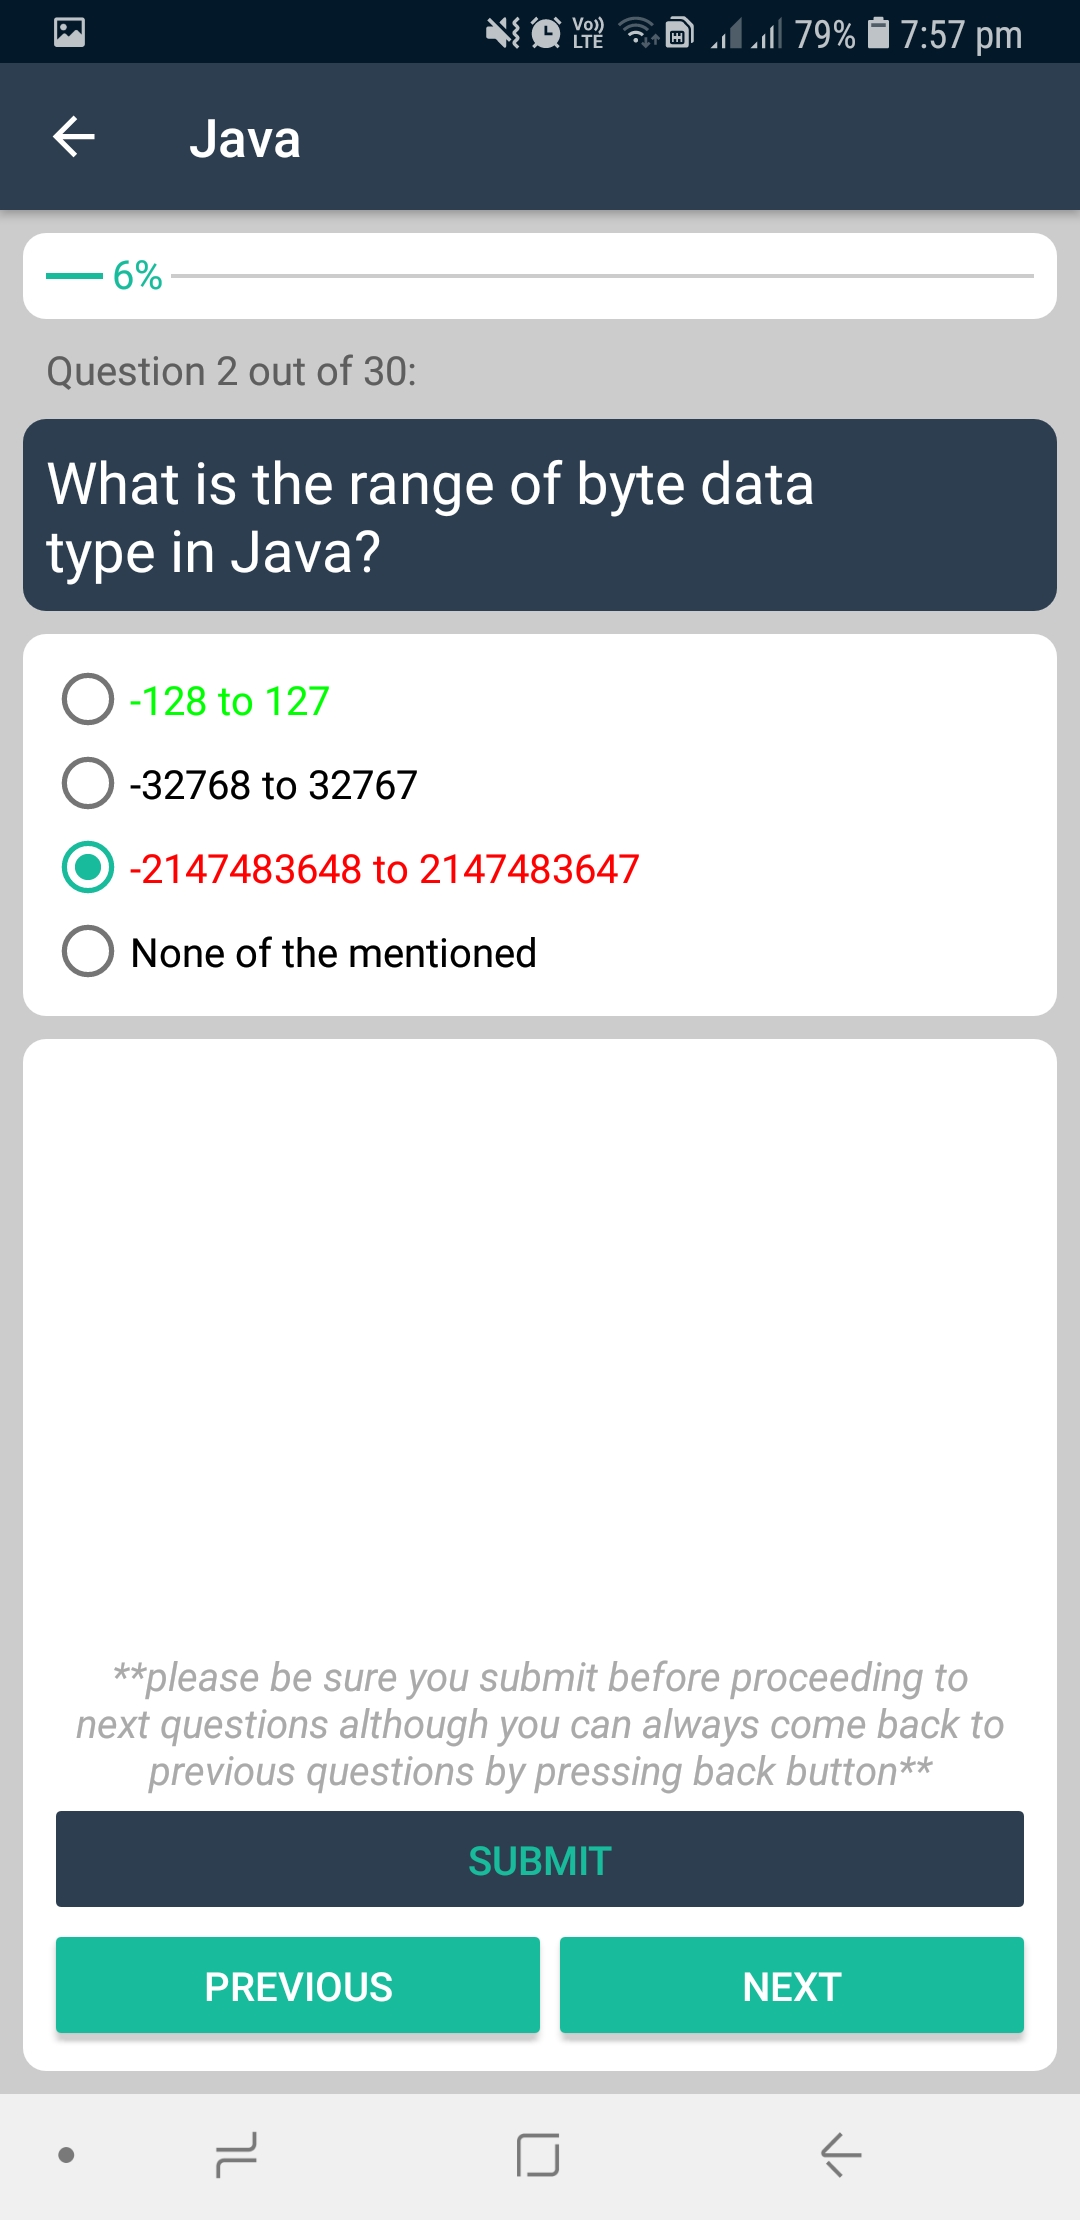 Vo)) LTE 79% 7:57 pm
Java
6%
Question 2 out of 30:
What is the range of byte data
type in Java?
-128 to 127
-32768 to 32767
-2147483648 to 2147483647
None of the mentioned
**please be sure you submit before proceeding to
next questions although you can always come back to
previous questions by pressing back button**
SUBMIT
PREVIOUS NEXT